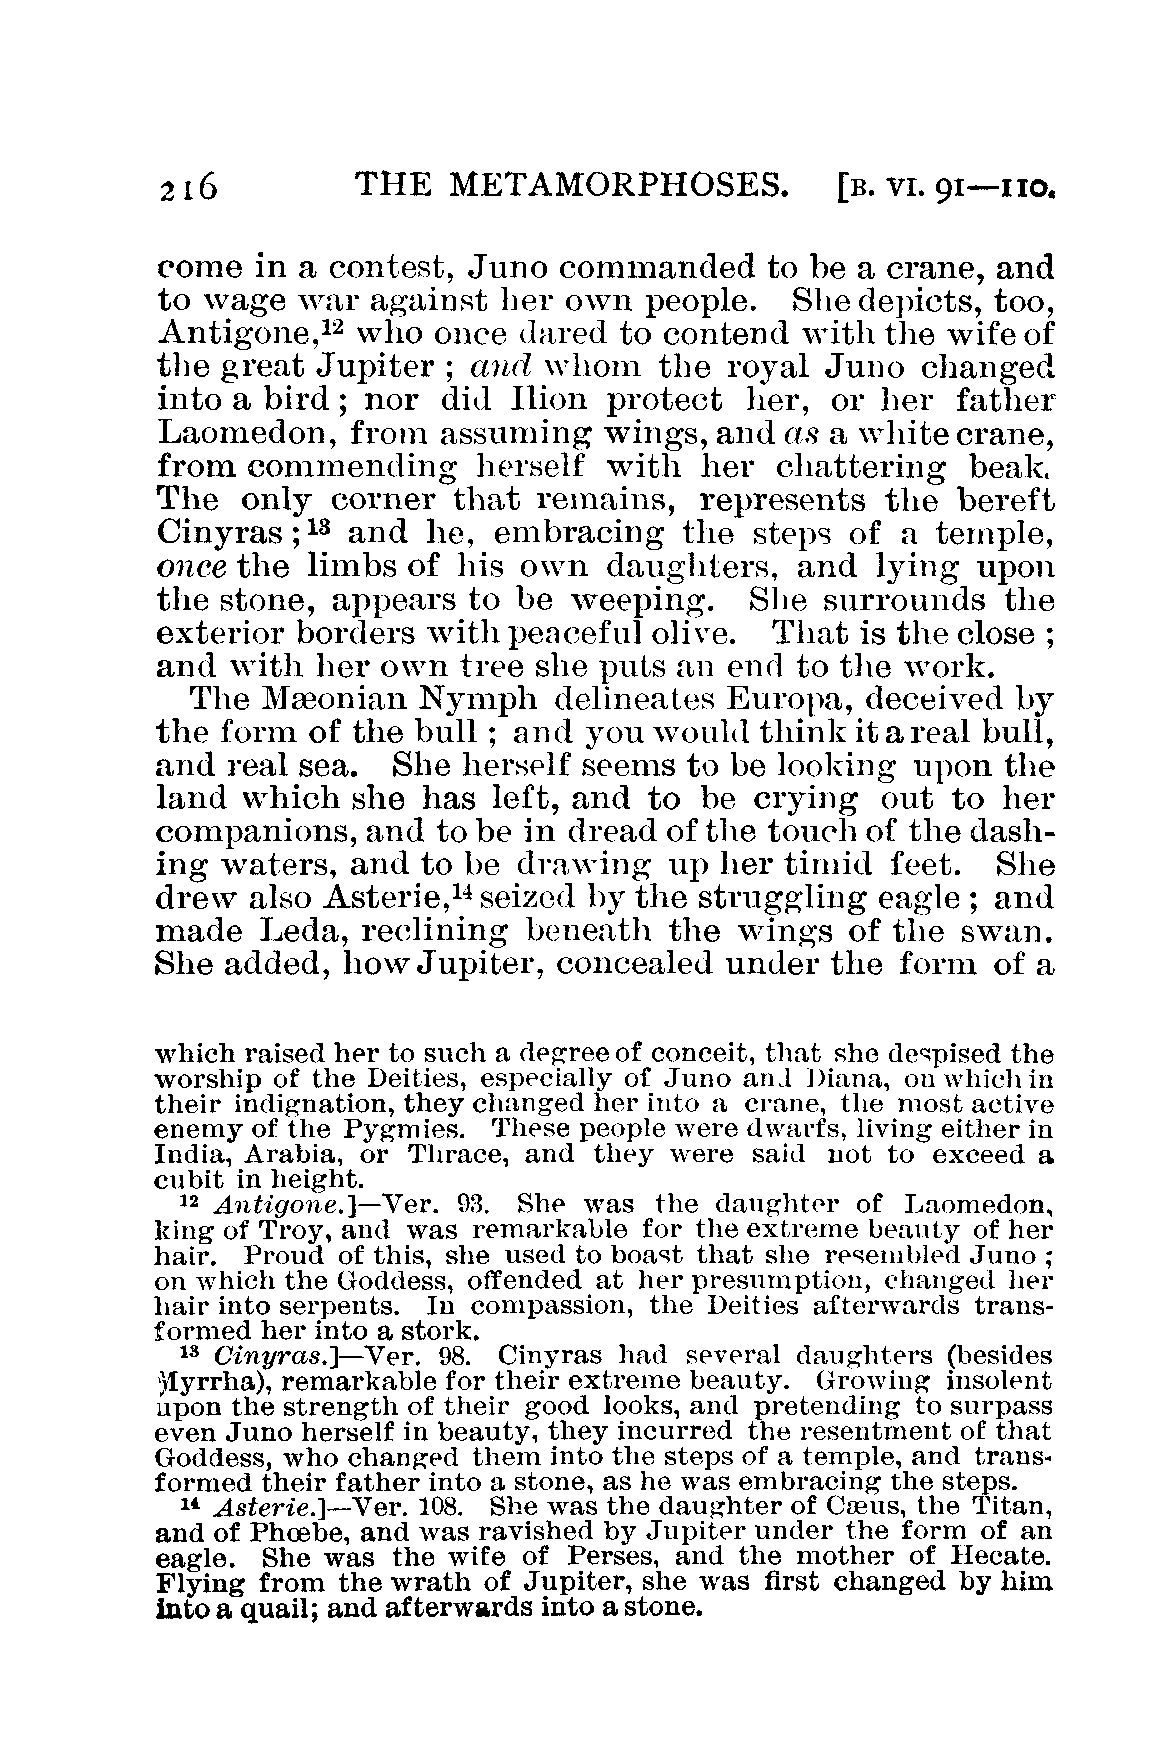 216 THE METAMORPHOSES. [B. VI. 91—110.
come in a contest, Juno commanded to be a crane, and
to wage war against her own people. She depicts, too,
Antigone,¹² who once dared to contend with the wife of
the great Jupiter ; and whom the royal Juno changed
into a bird ; nor did Ilion protect her, or her father
Laomedon, from assuming wings, and as a white crane,
from commending herself with her chattering beak.
The only corner that remains, represents the bereft
Cinyras ;¹³ and he, embracing the steps of a temple,
once the limbs of his own daughters, and lying upon
the stone, appears to be weeping. She surrounds the
exterior borders with peaceful olive. That is the close ;
and with her own tree she puts an end to the work.
The Mæonian Nymph delineates Europa, deceived by
the form of the bull ; and you would think it a real bull,
and real sea. She herself seems to be looking upon the
land which she has left, and to be crying out to her
companions, and to be in dread of the touch of the dash-
ing waters, and to be drawing up her timid feet. She
drew also Asterie,¹⁴ seized by the struggling eagle ; and
made Leda, reclining beneath the wings of the swan.
She added, how Jupiter, concealed under the form of a
which raised her to such a degree of conceit, that she despised the
worship of the Deities, especially of Juno and Diana, on which in
their indignation, they changed her into a crane, the most active
enemy of the Pygmies. These people were dwarfs, living either in
India, Arabia, or Thrace, and they were said not to exceed a
cubit in height.
¹² Antigone.]—Ver. 93. She was the daughter of Laomedon,
king of Troy, and was remarkable for the extreme beauty of her
hair. Proud of this, she used to boast that she resembled Juno ;
on which the Goddess, offended at her presumption, changed her
hair into serpents. In compassion, the Deities afterwards trans-
formed her into a stork.
¹³ Cinyras.]—Ver. 98. Cinyras had several daughters (besides
Myrrha), remarkable for their extreme beauty. Growing insolent
upon the strength of their good looks, and pretending to surpass
even Juno herself in beauty, they incurred the resentment of that
Goddess, who changed them into the steps of a temple, and trans-
formed their father into a stone, as he was embracing the steps.
¹⁴ Asterie.]—Ver. 108. She was the daughter of Cœus, the Titan,
and of Phœbe, and was ravished by Jupiter under the form of an
eagle. She was the wife of Perses, and the mother of Hecate.
Flying from the wrath of Jupiter, she was first changed by him
into a quail; and afterwards into a stone.